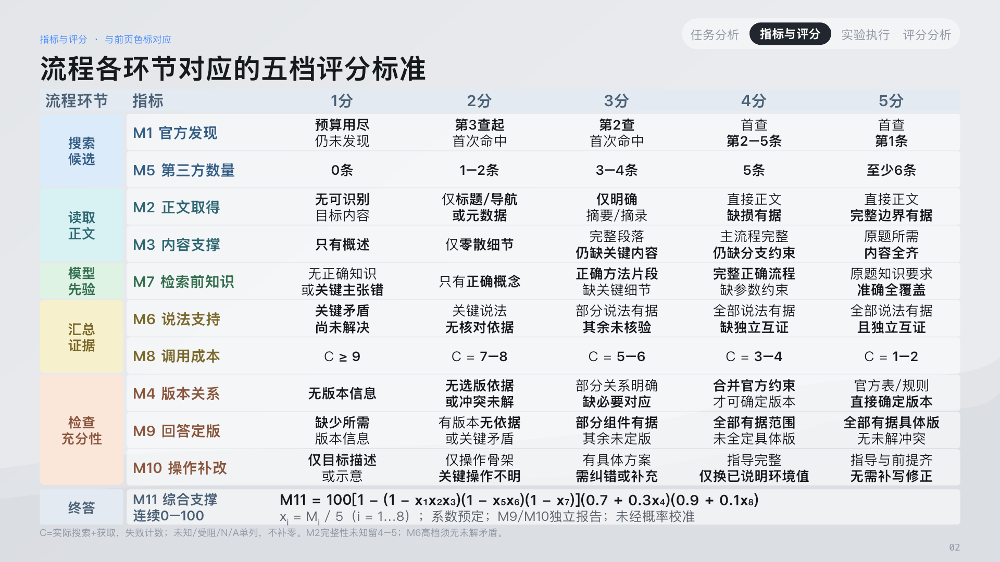 指标与评分 · 与前页色标对应
任务分析 指标与评分 实验执行 评分分析
流程各环节对应的五档评分标准
流程环节 指标 1分 2分 3分 4分 5分
搜索
候选
M1 官方发现
预算用尽
仍未发现
第3查起
首次命中
第2查
首次命中
首查
第2—5条
首查
第1条
M5 第三方数量 0条 1—2条 3—4条 5条 至少6条
读取
正文
M2 正文取得
无可识别
目标内容
仅标题/导航
或元数据
仅明确
摘要/摘录
直接正文
缺损有据
直接正文
完整边界有据
M3 内容支撑
只有概述
仅零散细节
完整段落
仍缺关键内容
主流程完整
仍缺分支约束
原题所需
内容全齐
模型
先验
M7 检索前知识
无正确知识
或关键主张错
只有正确概念
正确方法片段
缺关键细节
完整正确流程
缺参数约束
原题知识要求
准确全覆盖
汇总
证据
M6 说法支持
关键矛盾
尚未解决
关键说法
无核对依据
部分说法有据
其余未核验
全部说法有据
缺独立互证
全部说法有据
且独立互证
M8 调用成本 C ≥ 9 C = 7—8 C = 5—6 C = 3—4 C = 1—2
检查
充分性
M4 版本关系
无版本信息
无选版依据
或冲突未解
部分关系明确
缺必要对应
合并官方约束
才可确定版本
官方表/规则
直接确定版本
M9 回答定版
缺少所需
版本信息
有版本无依据
或关键矛盾
部分组件有据
其余未定版
全部有据范围
未全定具体版
全部有据具体版
无未解冲突
M10 操作补改
仅目标描述
或示意
仅操作骨架
关键操作不明
有具体方案
需纠错或补充
指导完整
仅换已说明环境值
指导与前提齐
无需补写修正
终答
M11 综合支撑
连续0—100
M11 = 100[1 − (1 − x₁x₂x₃)(1 − x₅x₆)(1 − x₇)](0.7 + 0.3x₄)(0.9 + 0.1x₈)
xᵢ = Mᵢ / 5（i = 1…8）；系数预定；M9/M10独立报告；未经概率校准
C=实际搜索+获取，失败计数；未知/受阻/N/A单列，不补零。M2完整性未知留4—5；M6高档须无未解矛盾。
02